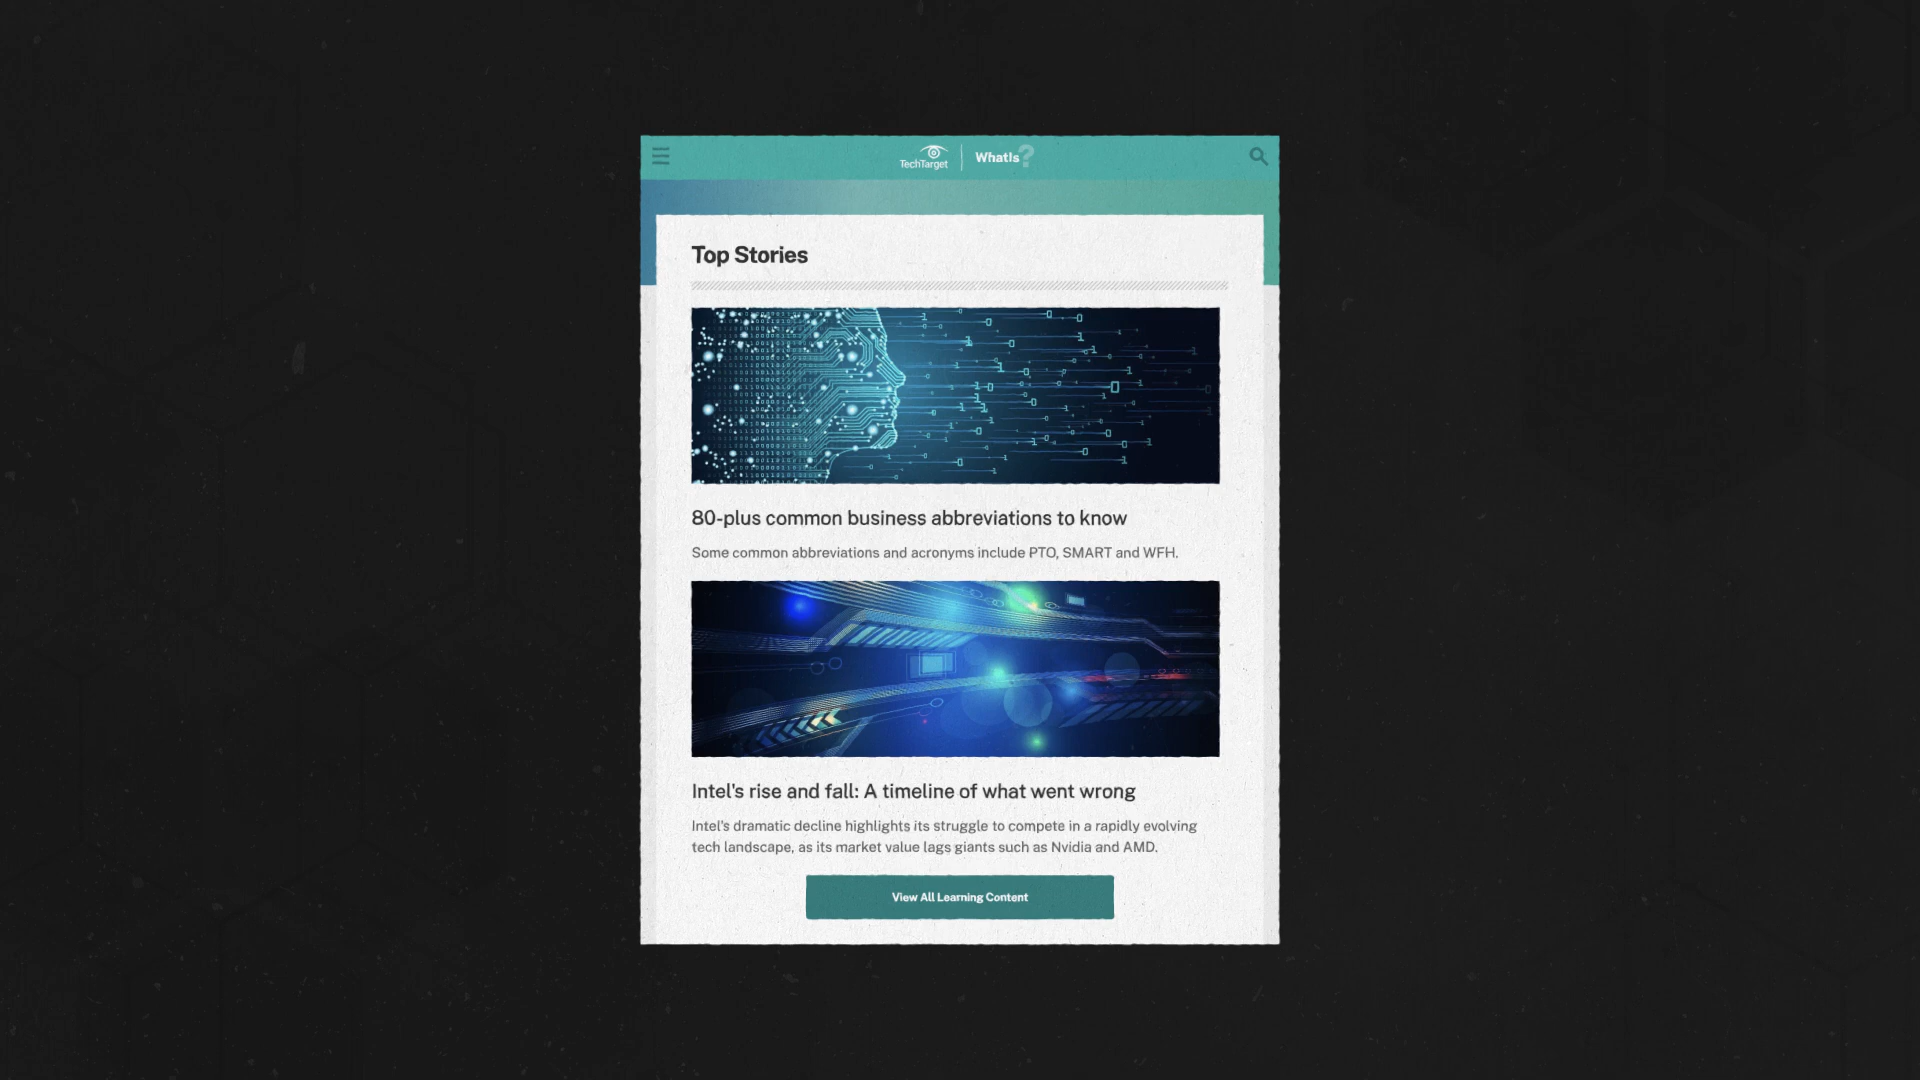 TechTarget | WhatIs?
Top Stories
80-plus common business abbreviations to know
Some common abbreviations and acronyms include PTO, SMART and WFH.
Intel's rise and fall: A timeline of what went wrong
Intel's dramatic decline highlights its struggle to compete in a rapidly evolving
tech landscape, as its market value lags giants such as Nvidia and AMD.
View All Learning Content